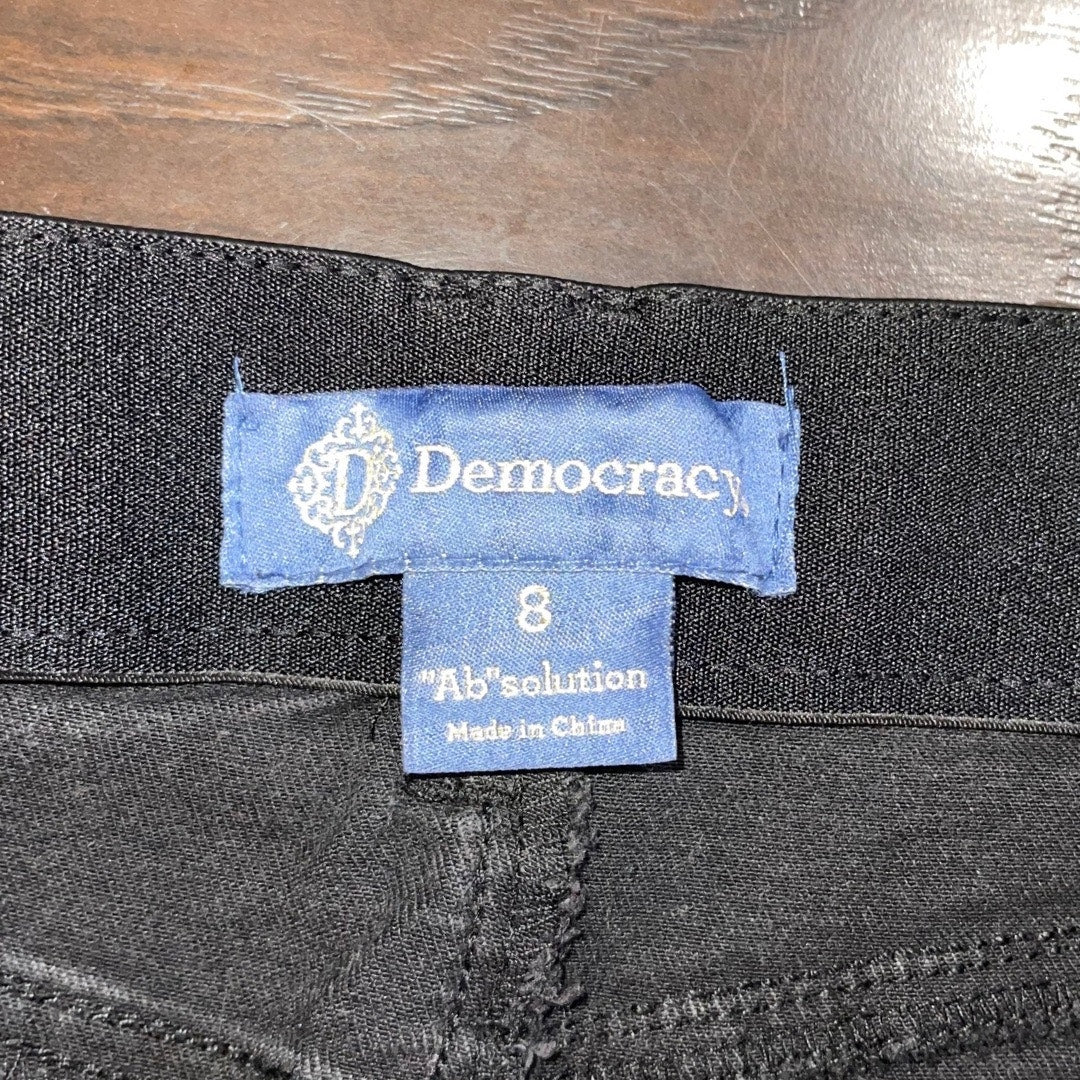 D Democracy
8
"Ab"solution
Made in China